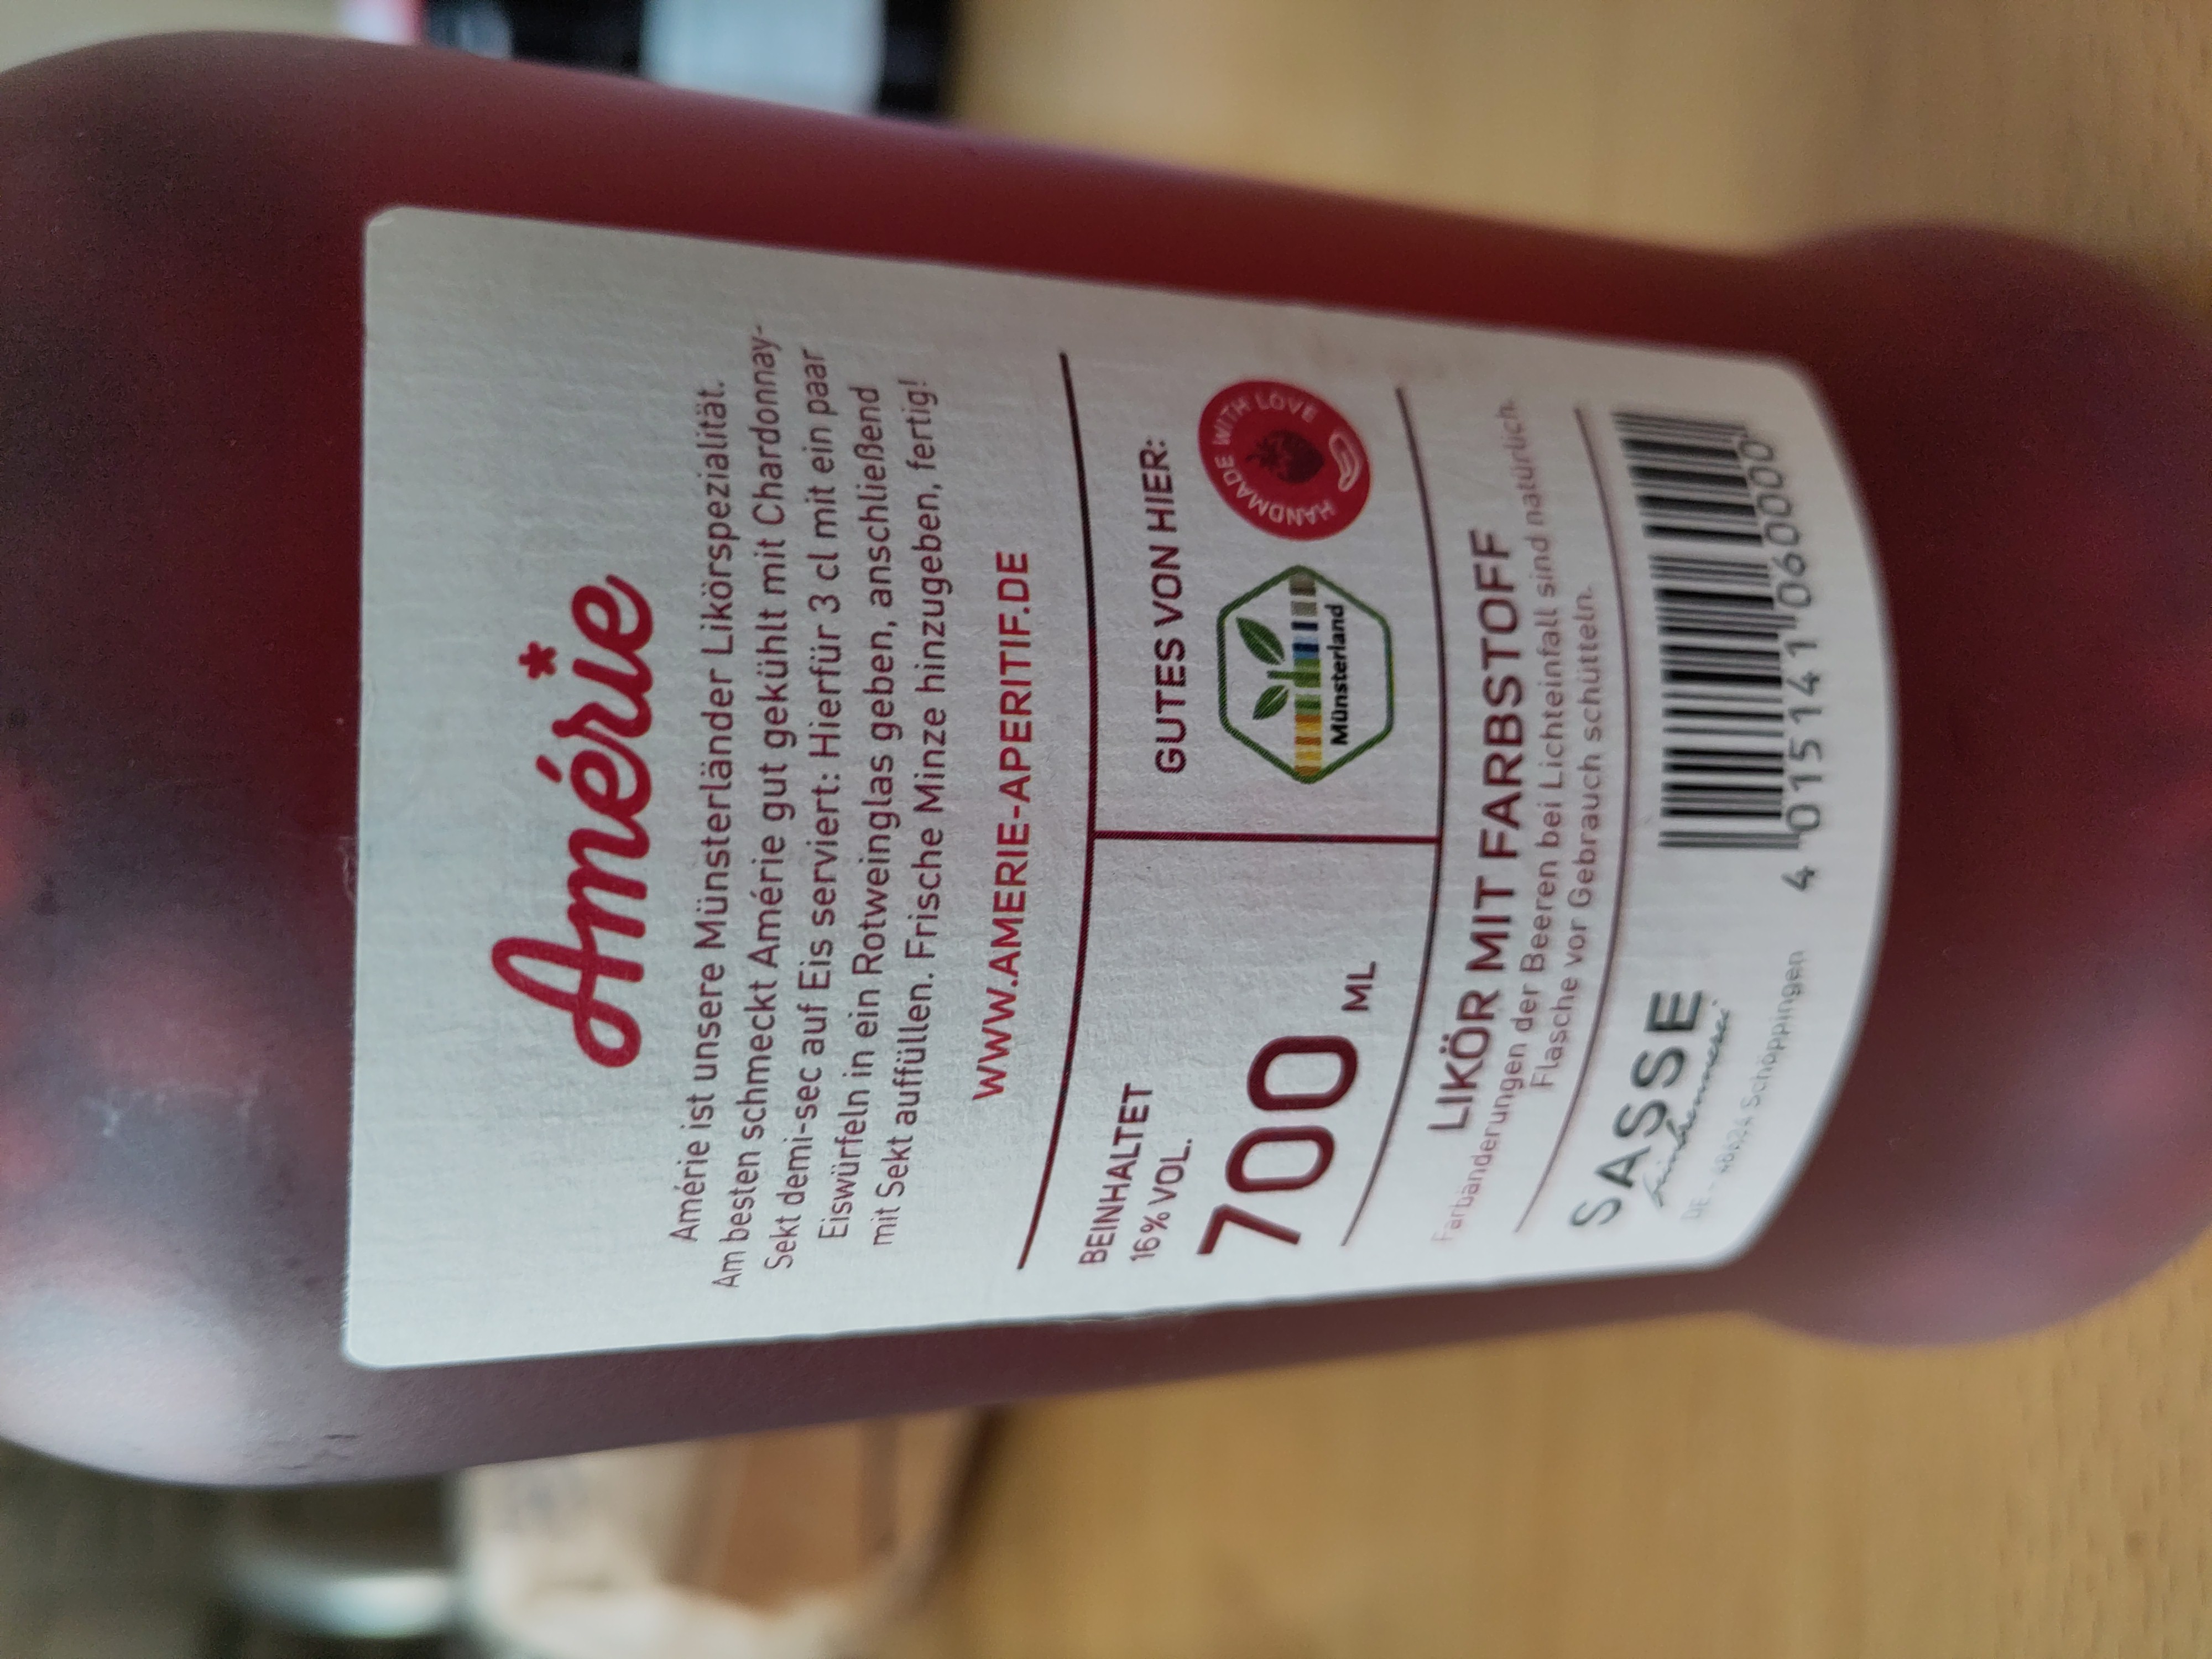 Amérie*
Amérie ist unsere Münsterländer Likörspezialität.
Am besten schmeckt Amérie gut gekühlt mit Chardonnay-
Sekt demi-sec auf Eis serviert: Hierfür 3 cl mit ein paar
Eiswürfeln in ein Rotweinglas geben, anschließend
mit Sekt auffüllen. Frische Minze hinzugeben, fertig!
WWW.AMERIE-APERITIF.DE
BEINHALTET
16% VOL.
700 ML
GUTES VON HIER:
Münsterland
HANDMADE WITH LOVE
LIKÖR MIT FARBSTOFF
Farbänderungen der Beeren bei Lichteinfall sind natürlich.
Flasche vor Gebrauch schütteln.
SASSE
Feindestillerei
DE - 48624 Schöppingen
4 015141 060000